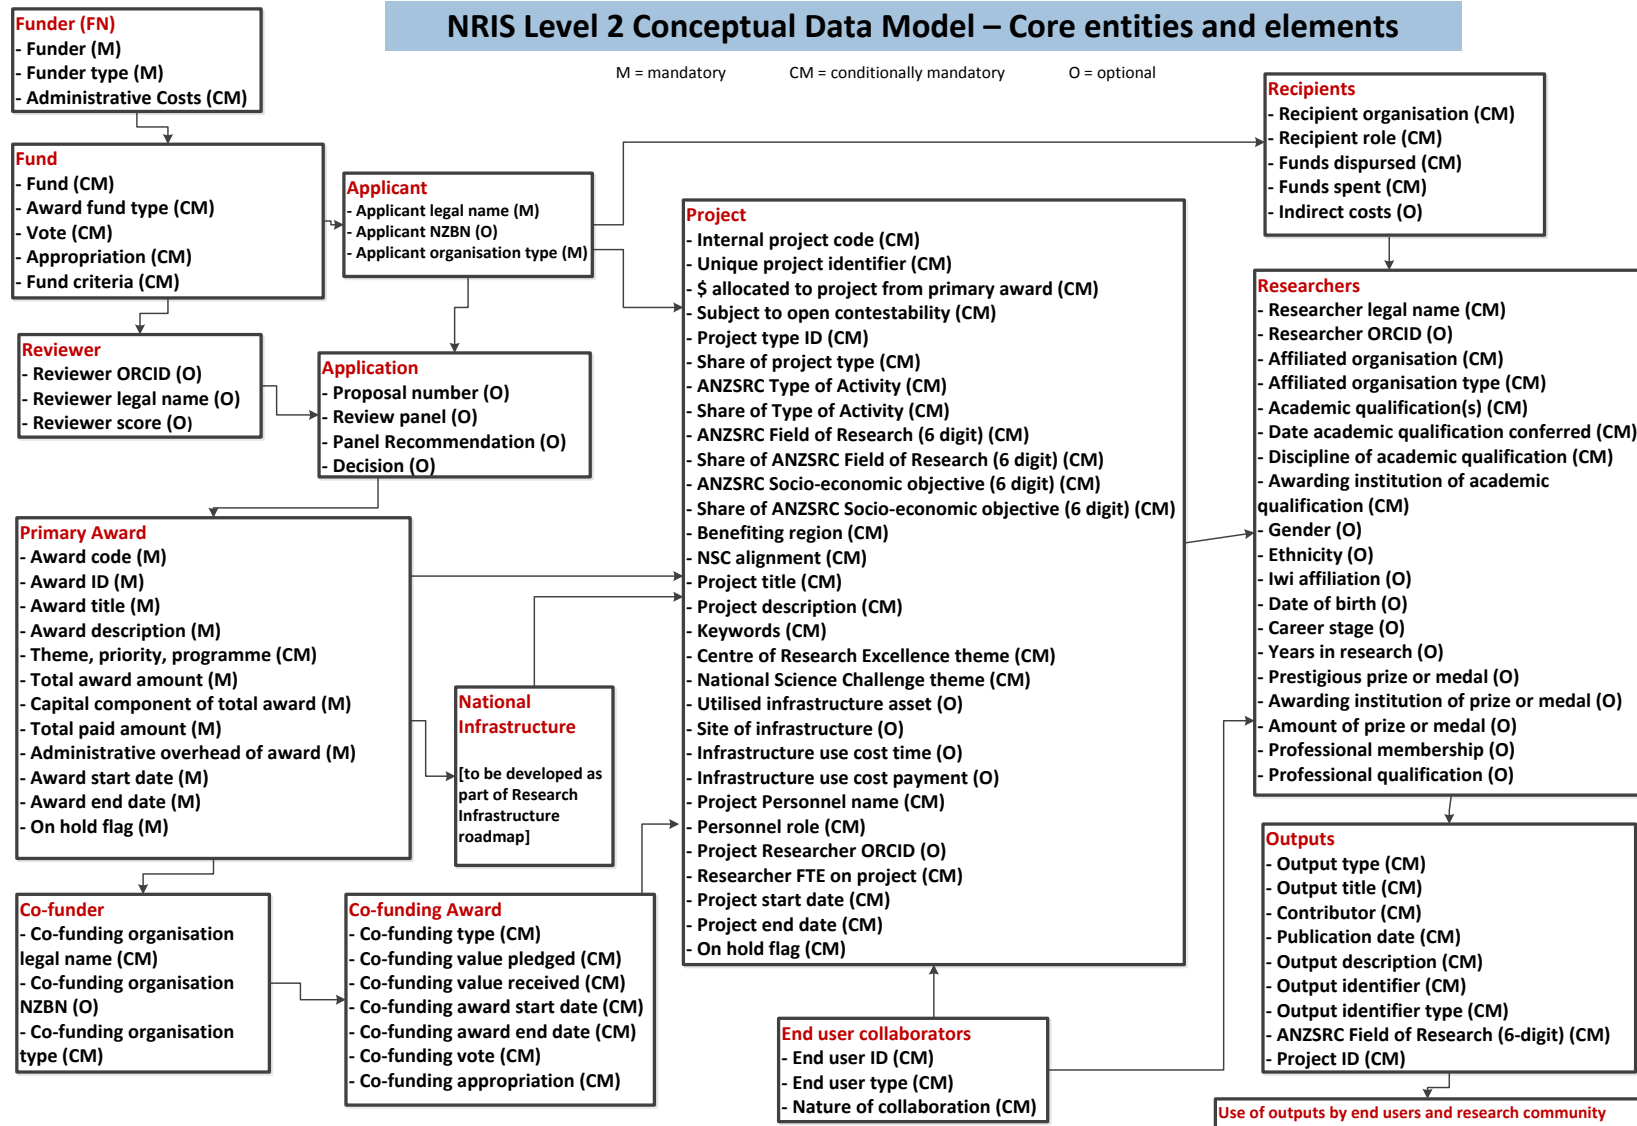 NRIS Level 2 Conceptual Data Model – Core entities and elements
M = mandatory CM = conditionally mandatory O = optional
Funder (FN)
- Funder (M)
- Funder type (M)
- Administrative Costs (CM)
Fund
- Fund (CM)
- Award fund type (CM)
- Vote (CM)
- Appropriation (CM)
- Fund criteria (CM)
Applicant
- Applicant legal name (M)
- Applicant NZBN (O)
- Applicant organisation type (M)
Reviewer
- Reviewer ORCID (O)
- Reviewer legal name (O)
- Reviewer score (O)
Application
- Proposal number (O)
- Review panel (O)
- Panel Recommendation (O)
- Decision (O)
Primary Award
- Award code (M)
- Award ID (M)
- Award title (M)
- Award description (M)
- Theme, priority, programme (CM)
- Total award amount (M)
- Capital component of total award (M)
- Total paid amount (M)
- Administrative overhead of award (M)
- Award start date (M)
- Award end date (M)
- On hold flag (M)
National
Infrastructure
[to be developed as
part of Research
Infrastructure
roadmap]
Co-funder
- Co-funding organisation
legal name (CM)
- Co-funding organisation
NZBN (O)
- Co-funding organisation
type (CM)
Co-funding Award
- Co-funding type (CM)
- Co-funding value pledged (CM)
- Co-funding value received (CM)
- Co-funding award start date (CM)
- Co-funding award end date (CM)
- Co-funding vote (CM)
- Co-funding appropriation (CM)
Project
- Internal project code (CM)
- Unique project identifier (CM)
- $ allocated to project from primary award (CM)
- Subject to open contestability (CM)
- Project type ID (CM)
- Share of project type (CM)
- ANZSRC Type of Activity (CM)
- Share of Type of Activity (CM)
- ANZSRC Field of Research (6 digit) (CM)
- Share of ANZSRC Field of Research (6 digit) (CM)
- ANZSRC Socio-economic objective (6 digit) (CM)
- Share of ANZSRC Socio-economic objective (6 digit) (CM)
- Benefiting region (CM)
- NSC alignment (CM)
- Project title (CM)
- Project description (CM)
- Keywords (CM)
- Centre of Research Excellence theme (CM)
- National Science Challenge theme (CM)
- Utilised infrastructure asset (O)
- Site of infrastructure (O)
- Infrastructure use cost time (O)
- Infrastructure use cost payment (O)
- Project Personnel name (CM)
- Personnel role (CM)
- Project Researcher ORCID (O)
- Researcher FTE on project (CM)
- Project start date (CM)
- Project end date (CM)
- On hold flag (CM)
End user collaborators
- End user ID (CM)
- End user type (CM)
- Nature of collaboration (CM)
Recipients
- Recipient organisation (CM)
- Recipient role (CM)
- Funds dispursed (CM)
- Funds spent (CM)
- Indirect costs (O)
Researchers
- Researcher legal name (CM)
- Researcher ORCID (O)
- Affiliated organisation (CM)
- Affiliated organisation type (CM)
- Academic qualification(s) (CM)
- Date academic qualification conferred (CM)
- Discipline of academic qualification (CM)
- Awarding institution of academic
qualification (CM)
- Gender (O)
- Ethnicity (O)
- Iwi affiliation (O)
- Date of birth (O)
- Career stage (O)
- Years in research (O)
- Prestigious prize or medal (O)
- Awarding institution of prize or medal (O)
- Amount of prize or medal (O)
- Professional membership (O)
- Professional qualification (O)
Outputs
- Output type (CM)
- Output title (CM)
- Contributor (CM)
- Publication date (CM)
- Output description (CM)
- Output identifier (CM)
- Output identifier type (CM)
- ANZSRC Field of Research (6-digit) (CM)
- Project ID (CM)
Use of outputs by end users and research community